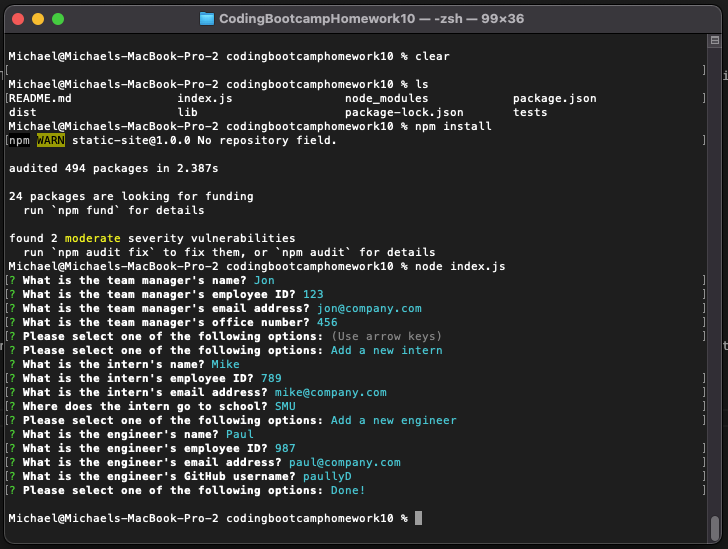 CodingBootcampHomework10 — -zsh — 99×36
Michael@Michaels-MacBook-Pro-2 codingbootcamphomework10 % clear
[ ]
Michael@Michaels-MacBook-Pro-2 codingbootcamphomework10 % ls
[README.md index.js node_modules package.json ]
dist lib package-lock.json tests
Michael@Michaels-MacBook-Pro-2 codingbootcamphomework10 % npm install
[npm WARN static-site@1.0.0 No repository field. ]
audited 494 packages in 2.387s
24 packages are looking for funding
run `npm fund` for details
found 2 moderate severity vulnerabilities
run `npm audit fix` to fix them, or `npm audit` for details
Michael@Michaels-MacBook-Pro-2 codingbootcamphomework10 % node index.js
[? What is the team manager's name? Jon ]
[? What is the team manager's employee ID? 123 ]
[? What is the team manager's email address? jon@company.com ]
[? What is the team manager's office number? 456 ]
[? Please select one of the following options: (Use arrow keys) ]
? Please select one of the following options: Add a new intern
? What is the intern's name? Mike
[? What is the intern's employee ID? 789 ]
[? What is the intern's email address? mike@company.com ]
[? Where does the intern go to school? SMU ]
[? Please select one of the following options: Add a new engineer ]
? What is the engineer's name? Paul
[? What is the engineer's employee ID? 987 ]
[? What is the engineer's email address? paul@company.com ]
[? What is the engineer's GitHub username? paullyD ]
[? Please select one of the following options: Done! ]
Michael@Michaels-MacBook-Pro-2 codingbootcamphomework10 %